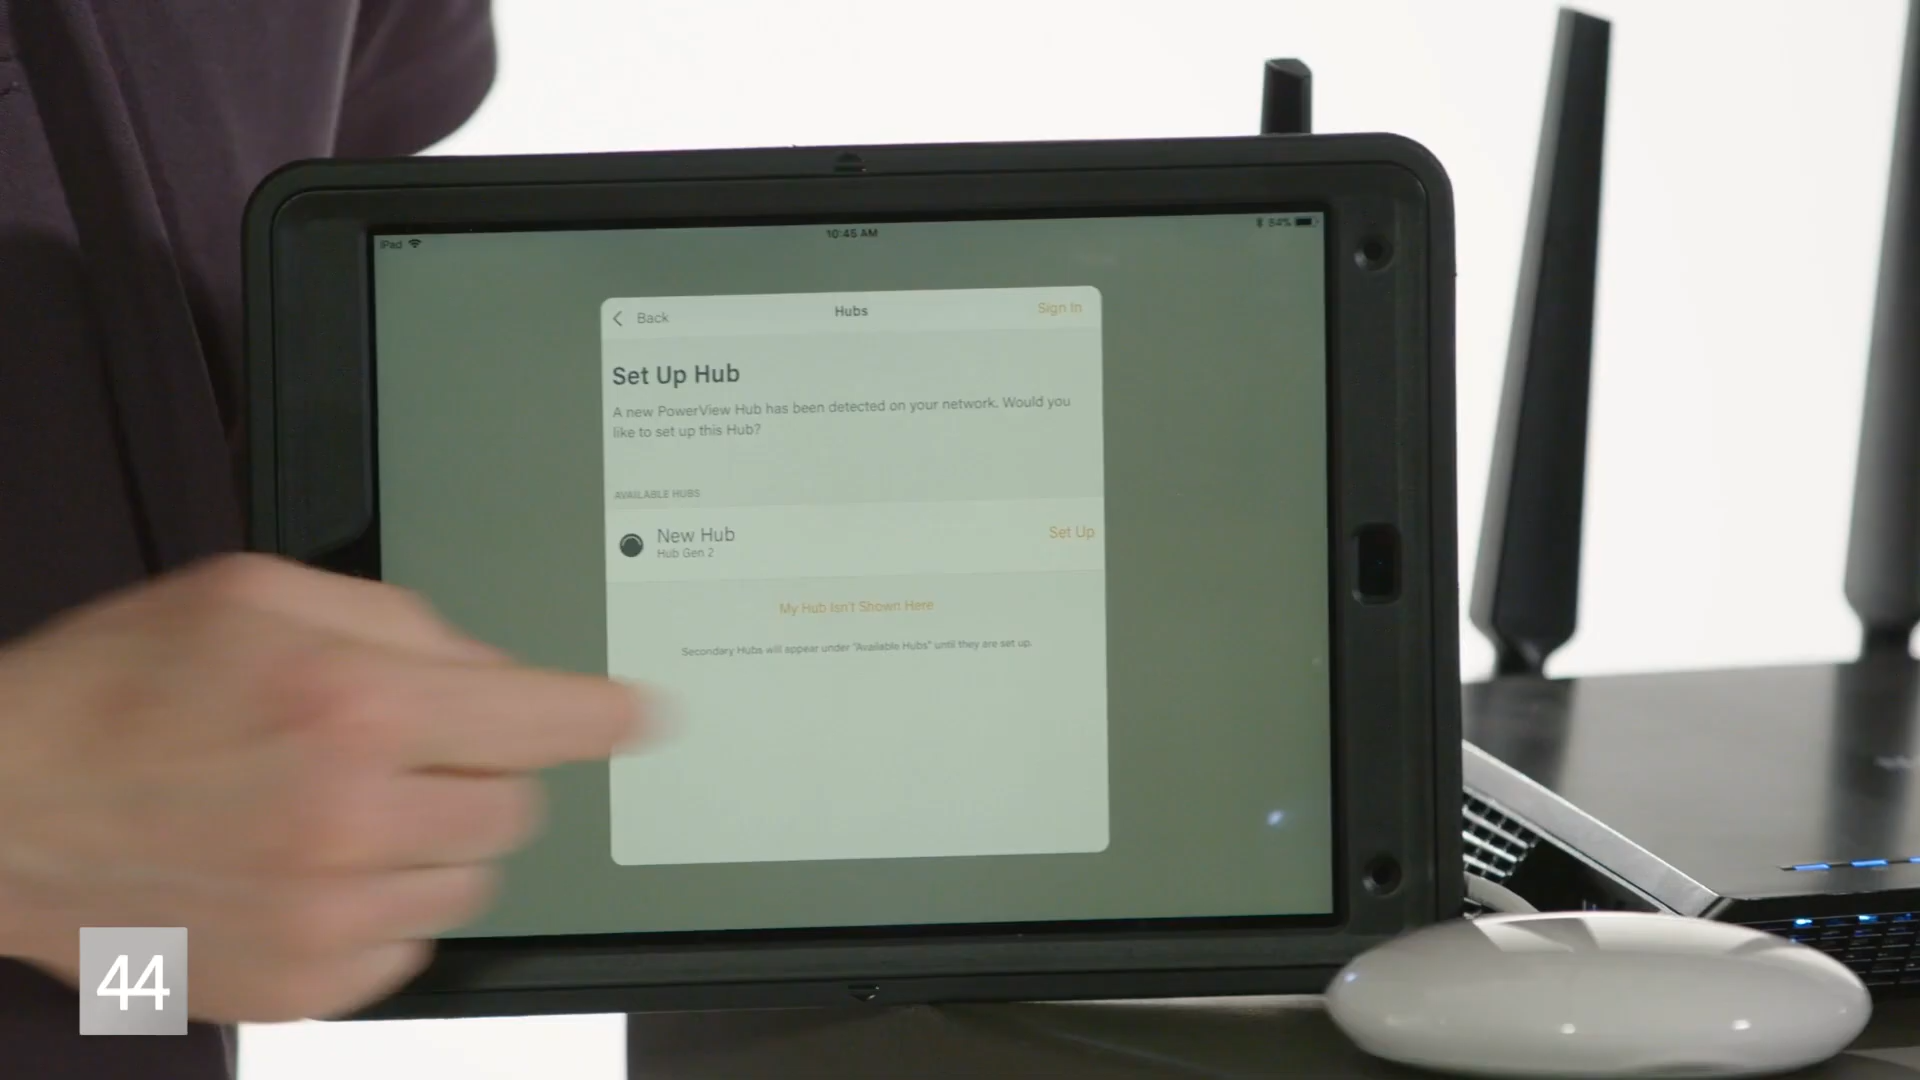 iPad
10:45 AM
64%
Back
Hubs
Sign In
Set Up Hub
A new PowerView Hub has been detected on your network. Would you
like to set up this Hub?
AVAILABLE HUBS
New Hub
Hub Gen 2
Set Up
My Hub Isn't Shown Here
Secondary Hubs will appear under "Available Hubs" until they are set up.
44